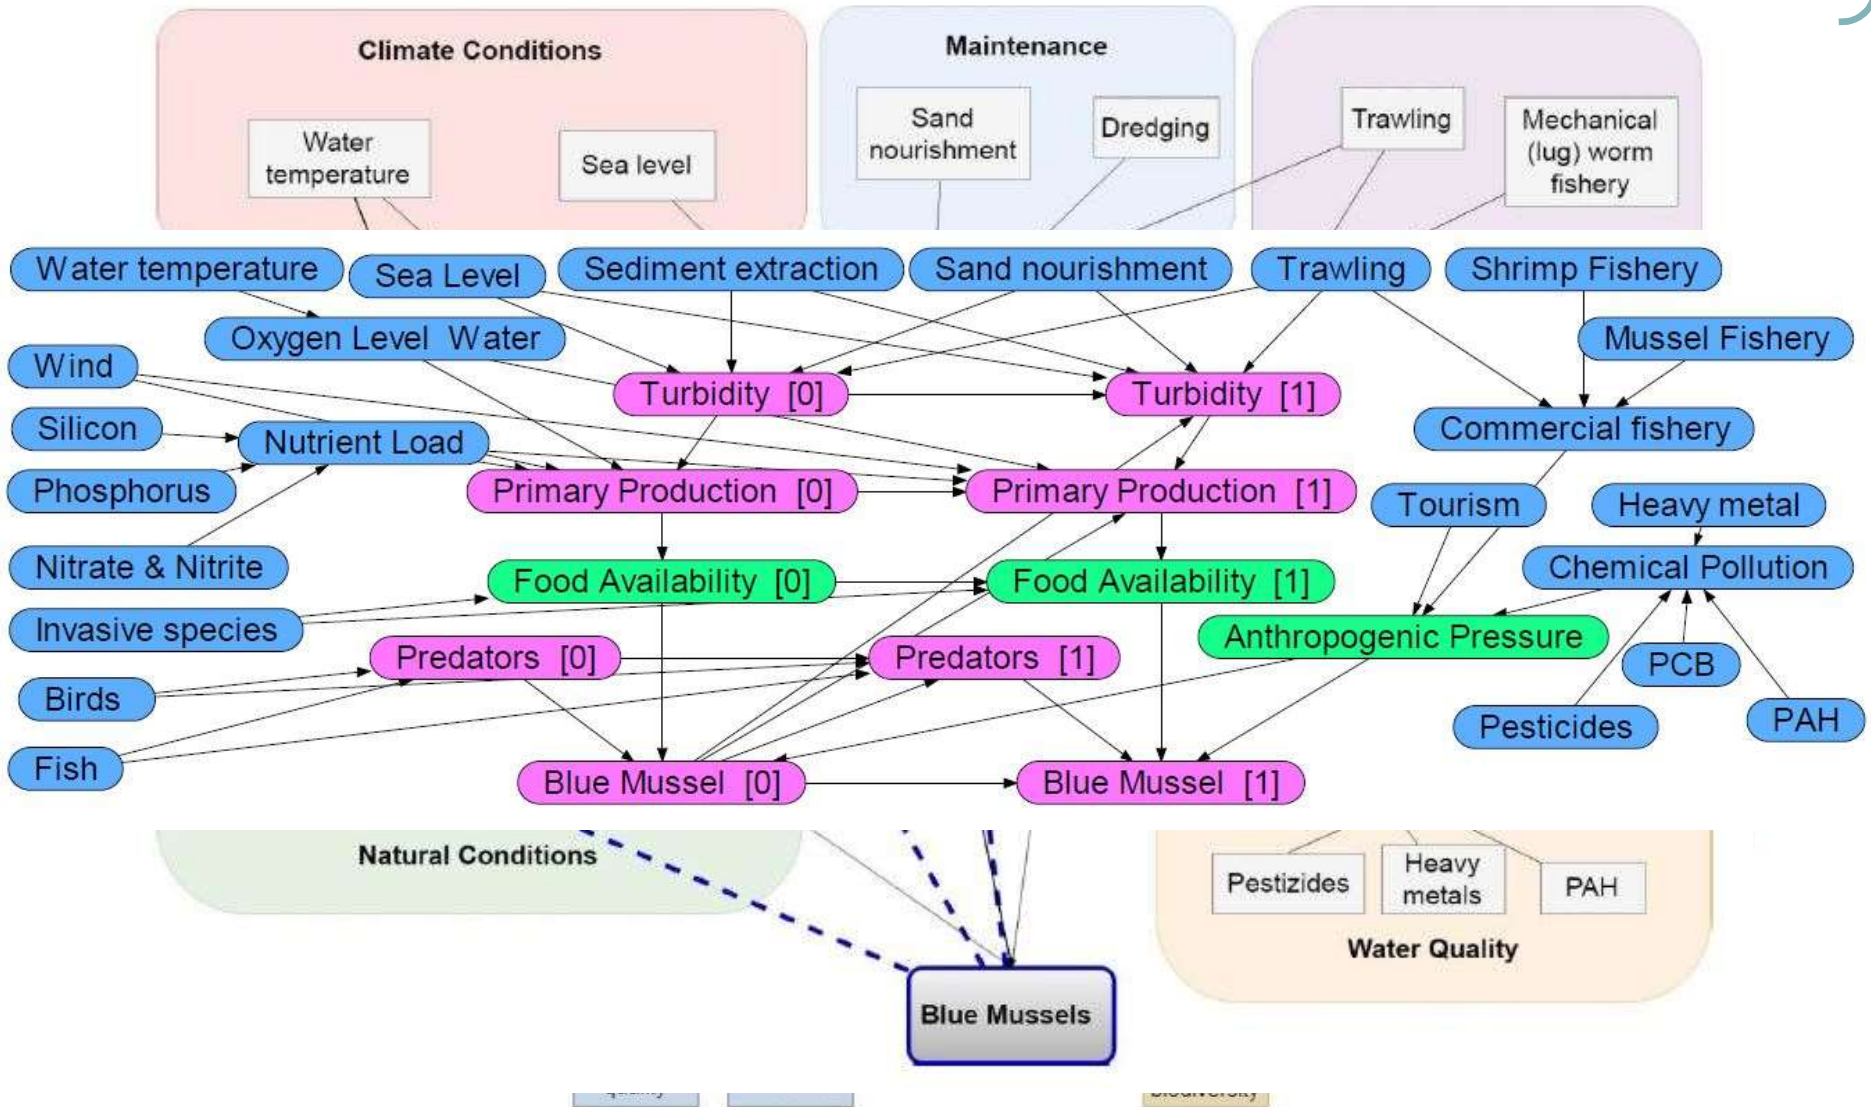 Climate Conditions
Maintenance
Water
temperature
Sea level
Sand
nourishment
Dredging
Trawling
Mechanical
(lug) worm
fishery
Water temperature
Sea Level
Sediment extraction
Sand nourishment
Trawling
Shrimp Fishery
Oxygen Level Water
Mussel Fishery
Wind
Turbidity [0]
Turbidity [1]
Silicon
Nutrient Load
Commercial fishery
Phosphorus
Primary Production [0]
Primary Production [1]
Tourism
Heavy metal
Nitrate & Nitrite
Food Availability [0]
Food Availability [1]
Chemical Pollution
Invasive species
Anthropogenic Pressure
Predators [0]
Predators [1]
PCB
Birds
Pesticides
PAH
Fish
Blue Mussel [0]
Blue Mussel [1]
Natural Conditions
Pestizides
Heavy
metals
PAH
Water Quality
Blue Mussels
biodiversity